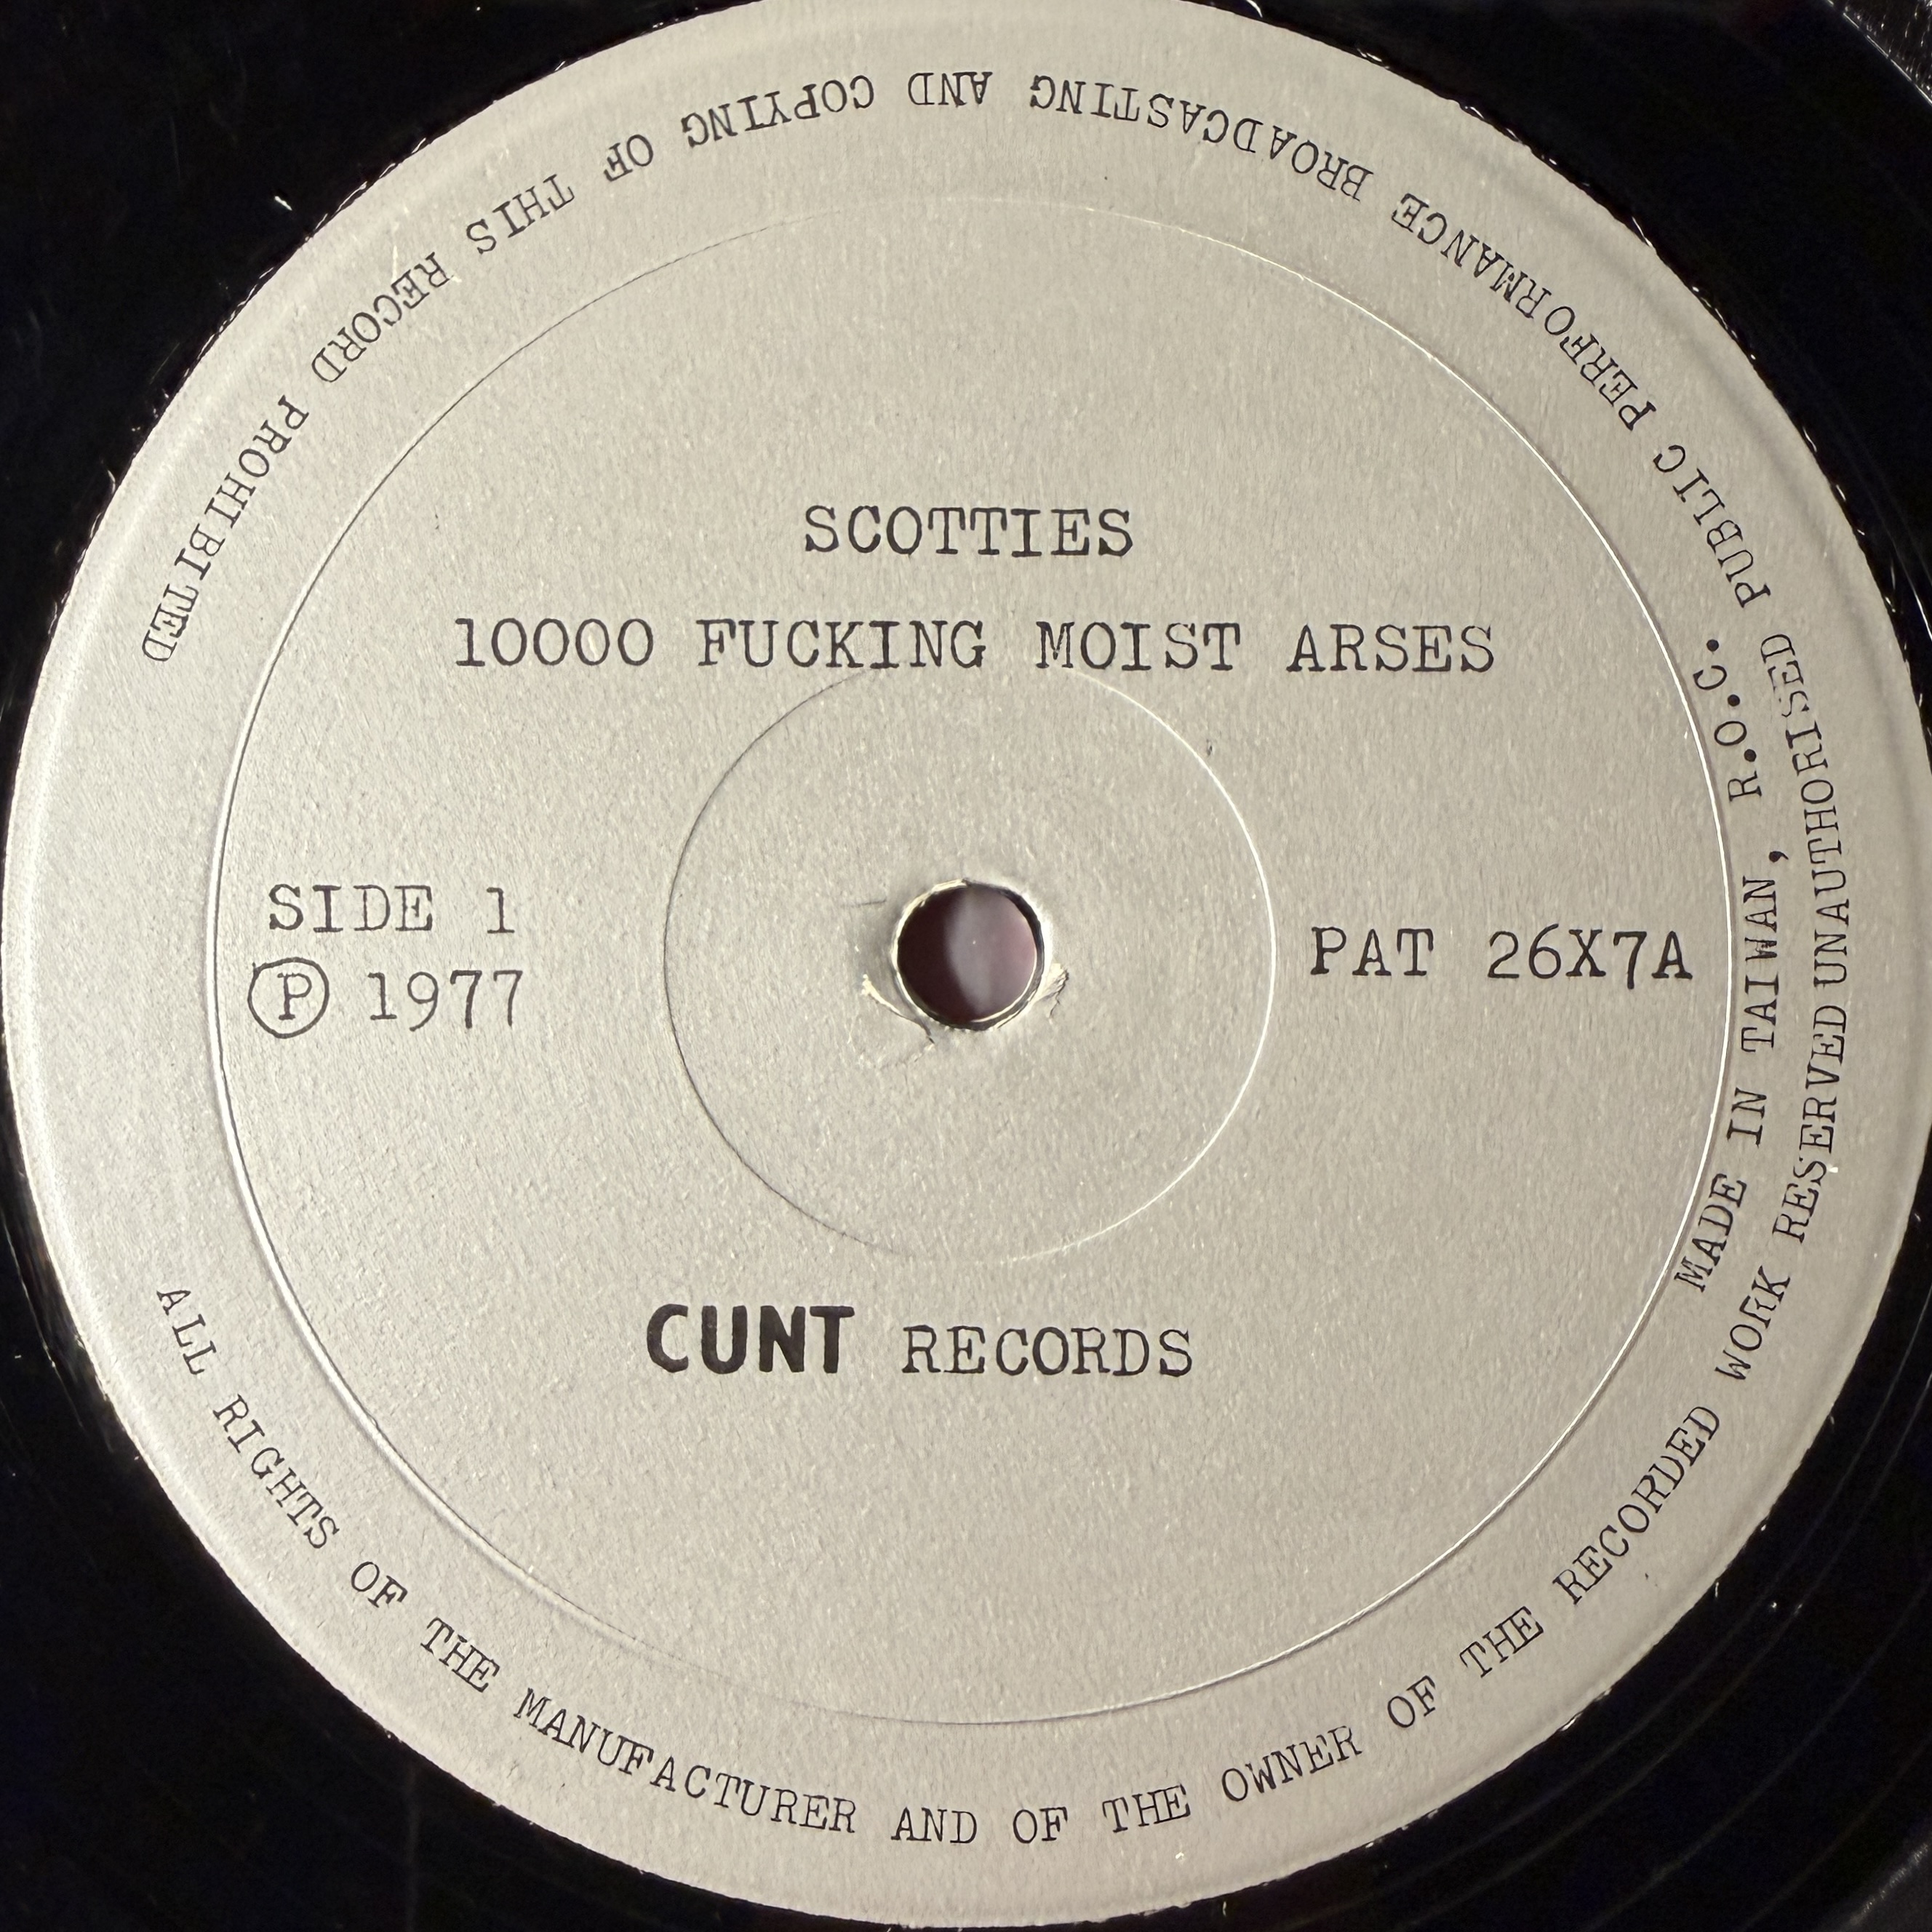 SCOTTIES
10000 FUCKING MOIST ARSES
SIDE 1
Ⓟ 1977
PAT 26X7A
CUNT RECORDS
MADE IN TAIWAN, R.O.C.
ALL RIGHTS OF THE MANUFACTURER AND OF THE OWNER OF THE RECORDED WORK RESERVED UNAUTHORISED PUBLIC PERFORMANCE BROADCASTING AND COPYING OF THIS RECORD PROHIBITED